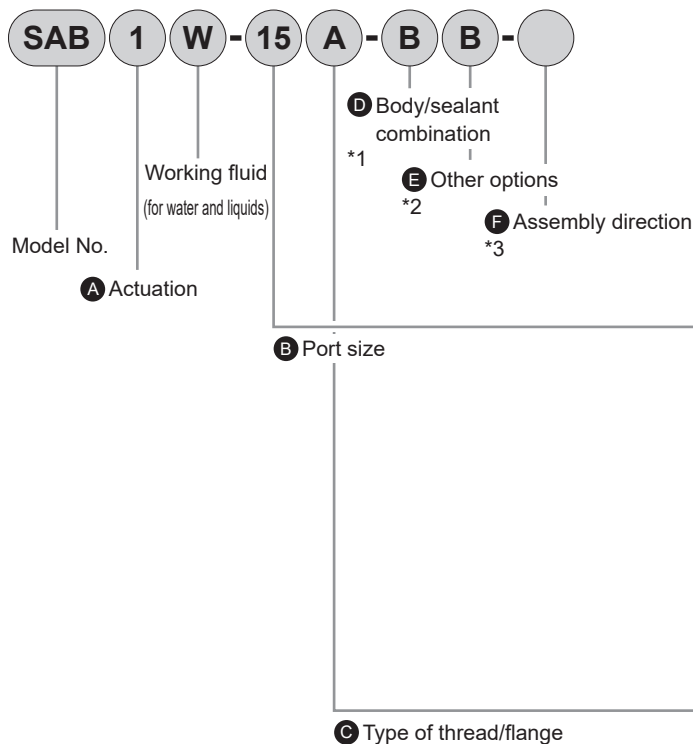 SAB 1 W - 15 A - B B -
D Body/sealant
combination
*1
Working fluid
(for water and liquids)
E Other options
*2
F Assembly direction
*3
Model No.
A Actuation
B Port size
C Type of thread/flange